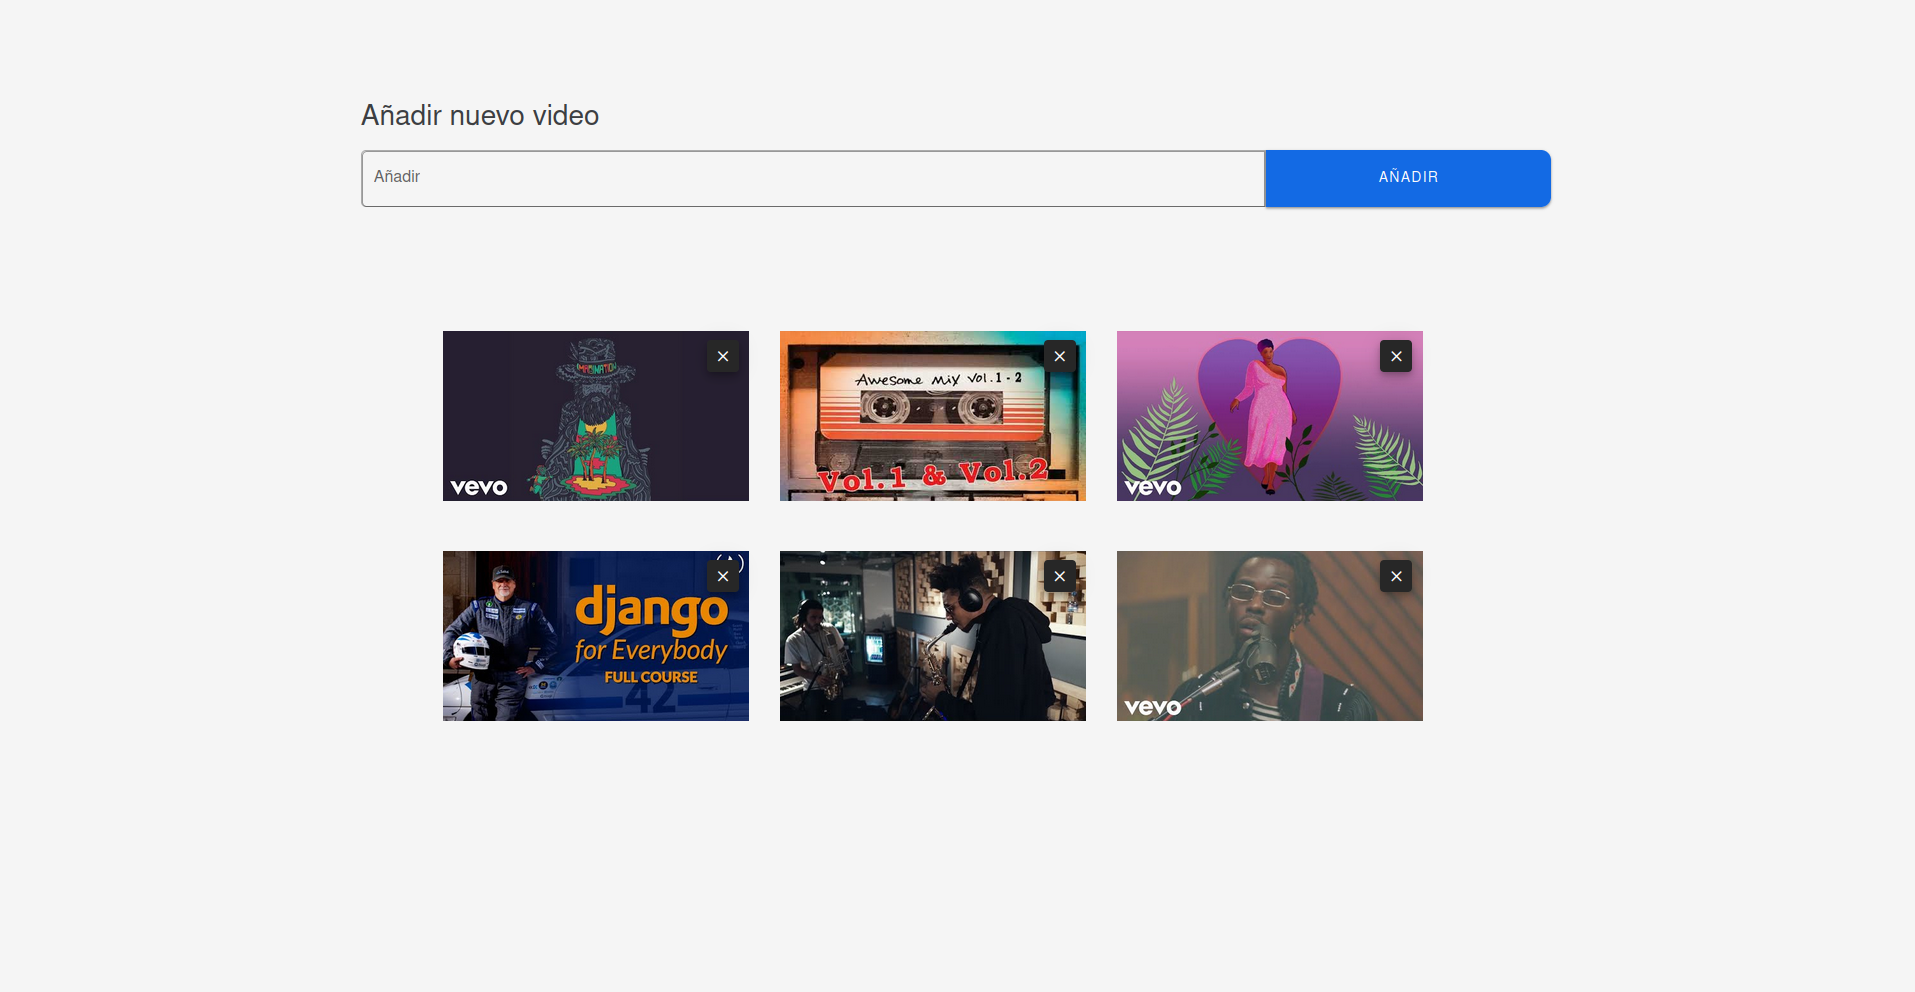 Añadir nuevo video
Añadir
AÑADIR
IMAGINATION
vevo
Awesome Mix Vol.1-2
Vol.1 & Vol.2
vevo
django
for Everybody
FULL COURSE
42
vevo